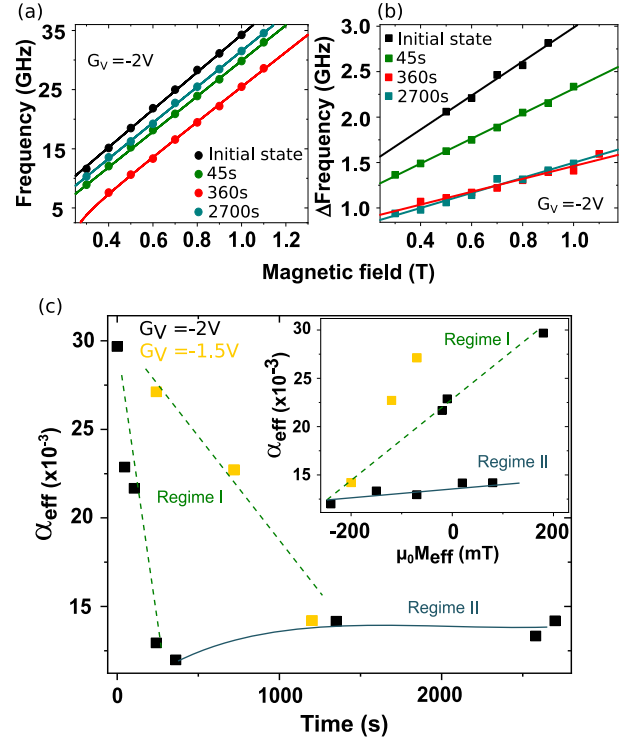 (a)
Frequency (GHz)
35
25
15
5
G_V =-2V
Initial state
45s
360s
2700s
0.4 0.6 0.8 1.0 1.2
(b)
ΔFrequency (GHz)
3.0
2.5
2.0
1.5
1.0
Initial state
45s
360s
2700s
G_V =-2V
0.4 0.6 0.8 1.0
Magnetic field (T)
(c)
α_eff (x10⁻³)
30
25
20
15
10
G_V =-2V
G_V =-1.5V
Regime I
Regime II
0 1000 2000
Time (s)
α_eff (x10⁻³)
30
25
20
15
10
Regime I
Regime II
-200 0 200
μ₀M_eff (mT)